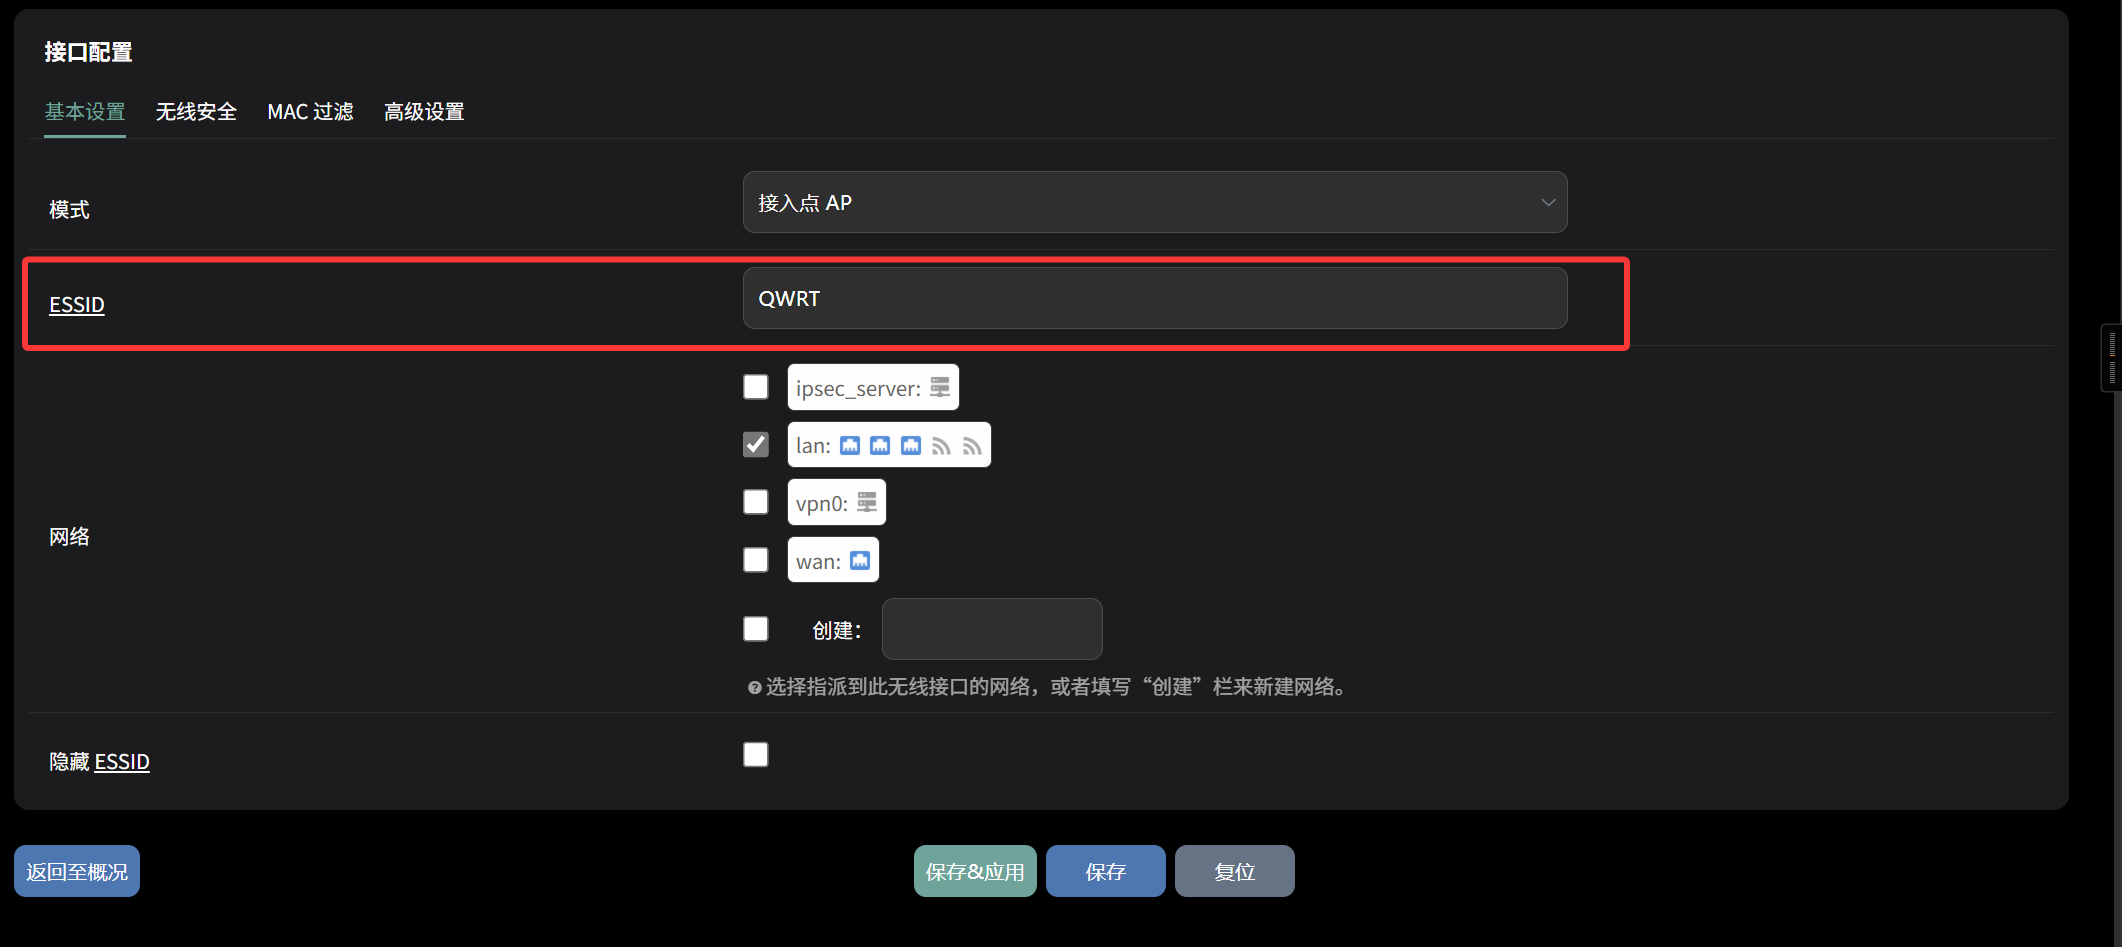 接口配置
基本设置 无线安全 MAC 过滤 高级设置
模式 接入点 AP
ESSID QWRT
ipsec_server:
lan:
vpn0:
网络
wan:
创建：
选择指派到此无线接口的网络，或者填写“创建”栏来新建网络。
隐藏 ESSID
返回至概况 保存&应用 保存 复位